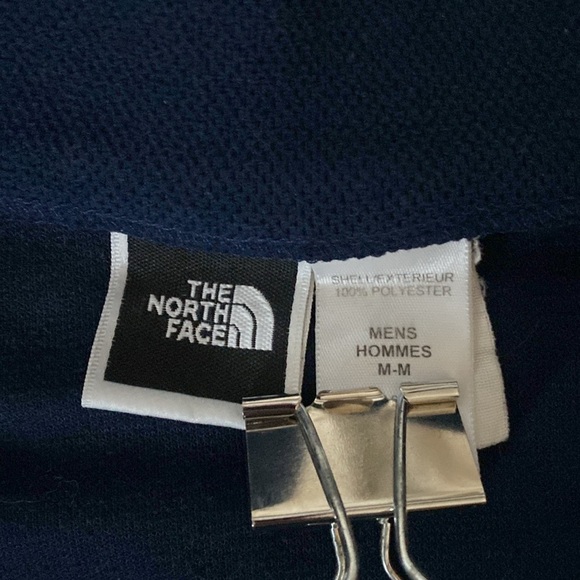 THE
NORTH
FACE
SHELL/EXTERIEUR
100% POLYESTER
MENS
HOMMES
M-M